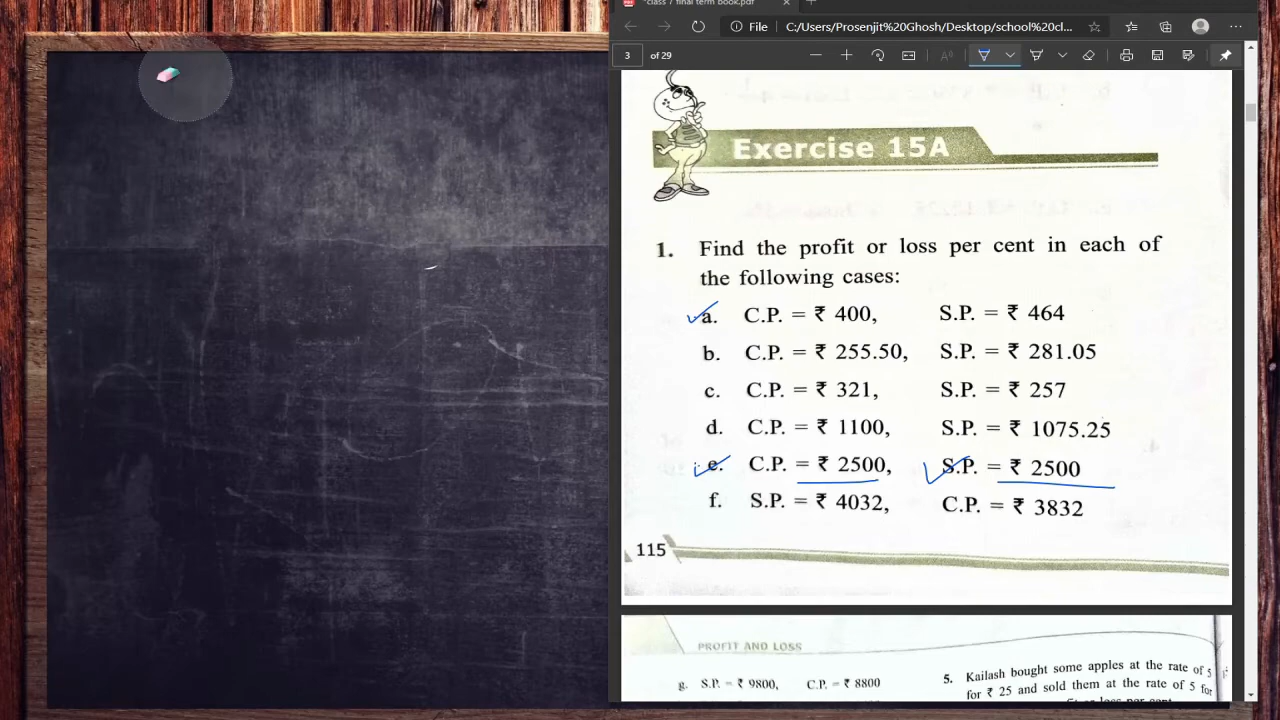 "class 7 final term book.pdf
File C:/Users/Prosenjit%20Ghosh/Desktop/school%20cl...
3 of 29
Exercise 15A
1. Find the profit or loss per cent in each of
the following cases:
a. C.P. = ₹ 400, S.P. = ₹ 464
b. C.P. = ₹ 255.50, S.P. = ₹ 281.05
c. C.P. = ₹ 321, S.P. = ₹ 257
d. C.P. = ₹ 1100, S.P. = ₹ 1075.25
e. C.P. = ₹ 2500, S.P. = ₹ 2500
f. S.P. = ₹ 4032, C.P. = ₹ 3832
115
PROFIT AND LOSS
g. S.P. = ₹ 9800, C.P. = ₹ 8800
5. Kailash bought some apples at the rate of 5
for ₹ 25 and sold them at the rate of 5 for